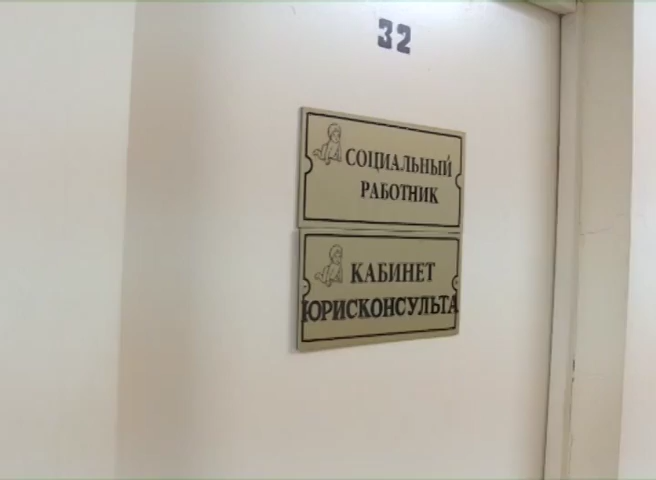 32
СОЦИАЛЬНЫЙ
РАБОТНИК
КАБИНЕТ
ЮРИСКОНСУЛЬТА